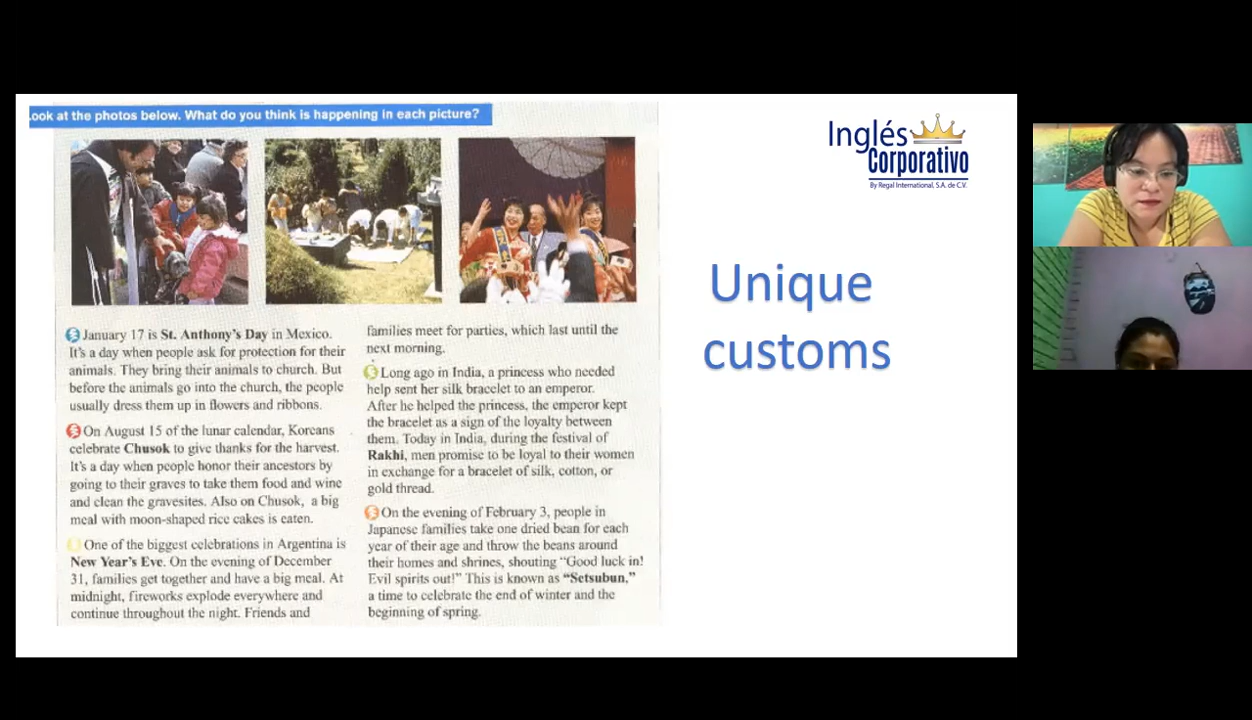 ook at the photos below. What do you think is happening in each picture?
January 17 is St. Anthony's Day in Mexico.
It's a day when people ask for protection for their
animals. They bring their animals to church. But
before the animals go into the church, the people
usually dress them up in flowers and ribbons.
On August 15 of the lunar calendar, Koreans
celebrate Chusok to give thanks for the harvest.
It's a day when people honor their ancestors by
going to their graves to take them food and wine
and clean the gravesites. Also on Chusok, a big
meal with moon-shaped rice cakes is eaten.
One of the biggest celebrations in Argentina is
New Year's Eve. On the evening of December
31, families get together and have a big meal. At
midnight, fireworks explode everywhere and
continue throughout the night. Friends and
families meet for parties, which last until the
next morning.
Long ago in India, a princess who needed
help sent her silk bracelet to an emperor.
After he helped the princess, the emperor kept
the bracelet as a sign of the loyalty between
them. Today in India, during the festival of
Rakhi, men promise to be loyal to their women
in exchange for a bracelet of silk, cotton, or
gold thread.
On the evening of February 3, people in
Japanese families take one dried bean for each
year of their age and throw the beans around
their homes and shrines, shouting "Good luck in!
Evil spirits out!" This is known as "Setsubun,"
a time to celebrate the end of winter and the
beginning of spring.
Inglés
Corporativo
By Regal International, S.A. de C.V.
Unique
customs